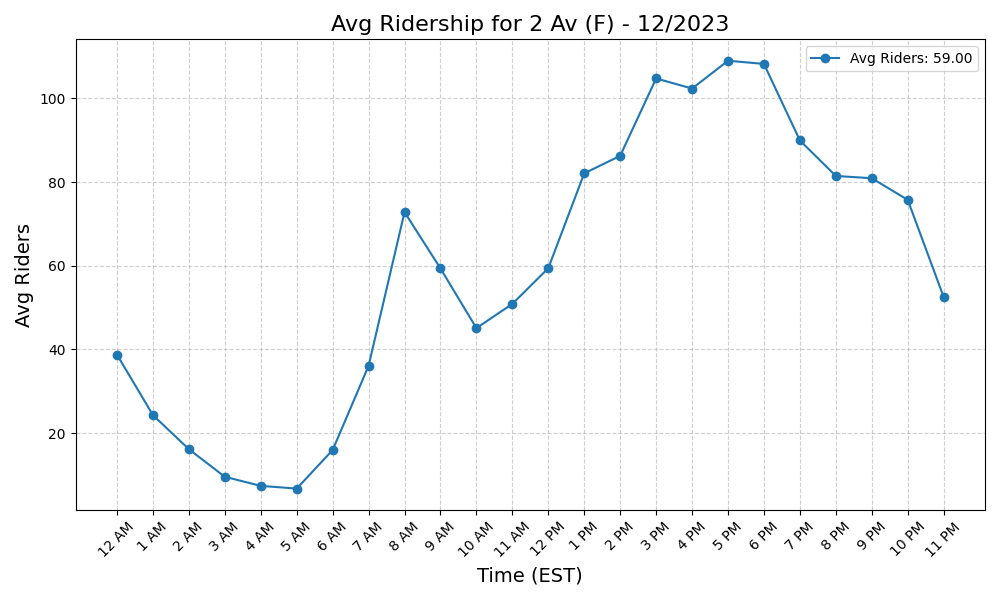 Avg Ridership for 2 Av (F) - 12/2023
Avg Riders: 59.00
Avg Riders
100
80
60
40
20
12 AM
1 AM
2 AM
3 AM
4 AM
5 AM
6 AM
7 AM
8 AM
9 AM
10 AM
11 AM
12 PM
1 PM
2 PM
3 PM
4 PM
5 PM
6 PM
7 PM
8 PM
9 PM
10 PM
11 PM
Time (EST)